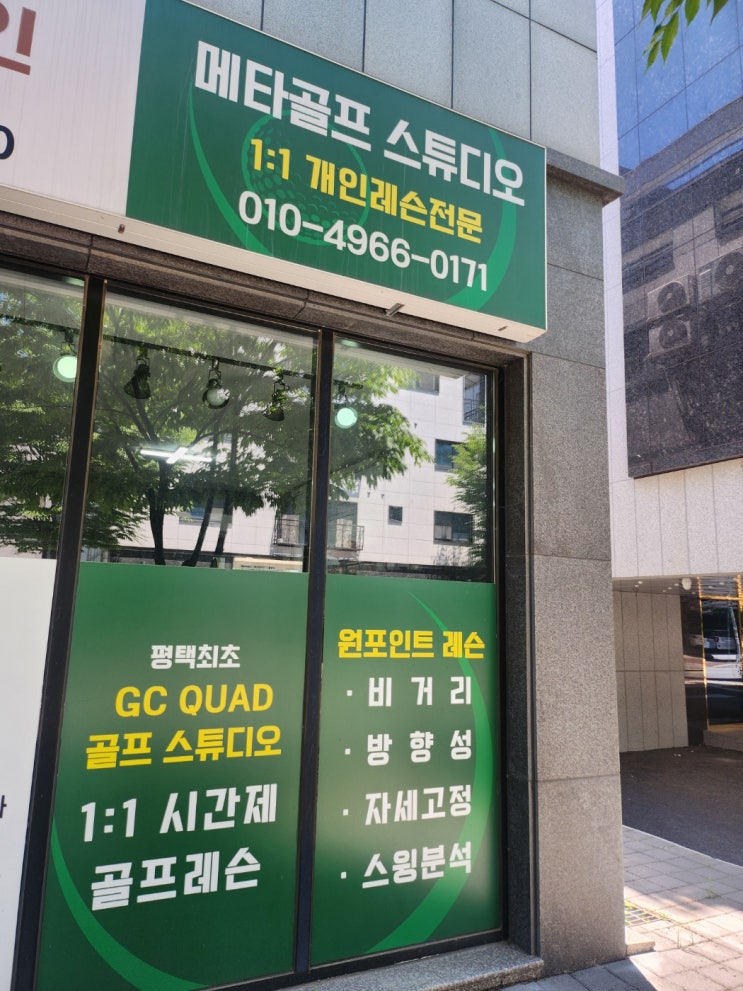 인
0
메타골프 스튜디오
1:1 개인레슨전문
010-4966-0171
평택최초
GC QUAD
골프 스튜디오
1:1 시간제
골프레슨
원포인트 레슨
· 비 거 리
· 방 향 성
· 자세고정
· 스윙분석